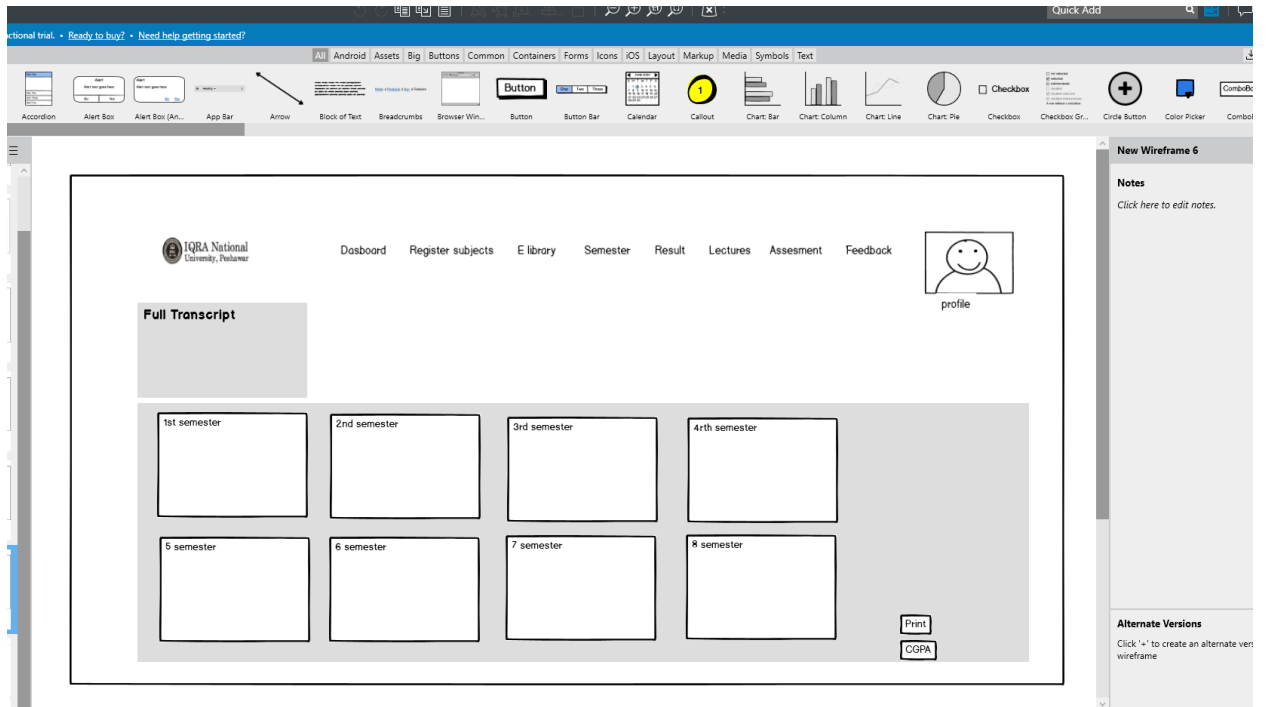 Quick Add
ctional trial. • Ready to buy? • Need help getting started?
All Android Assets Big Buttons Common Containers Forms Icons iOS Layout Markup Media Symbols Text
Button
One Two Three
1
Checkbox
ComboBo
Accordion Alert Box Alert Box (An... App Bar Arrow Block of Text Breadcrumbs Browser Win... Button Button Bar Calendar Callout Chart: Bar Chart: Column Chart: Line Chart: Pie Checkbox Checkbox Gr... Circle Button Color Picker Combo
New Wireframe 6
Notes
Click here to edit notes.
IQRA National
University, Peshawar
Dasboard Register subjects E library Semester Result Lectures Assesment Feedback
profile
Full Transcript
1st semester
2nd semester
3rd semester
4rth semester
5 semester
6 semester
7 semester
8 semester
Print
CGPA
Alternate Versions
Click '+' to create an alternate vers
wireframe